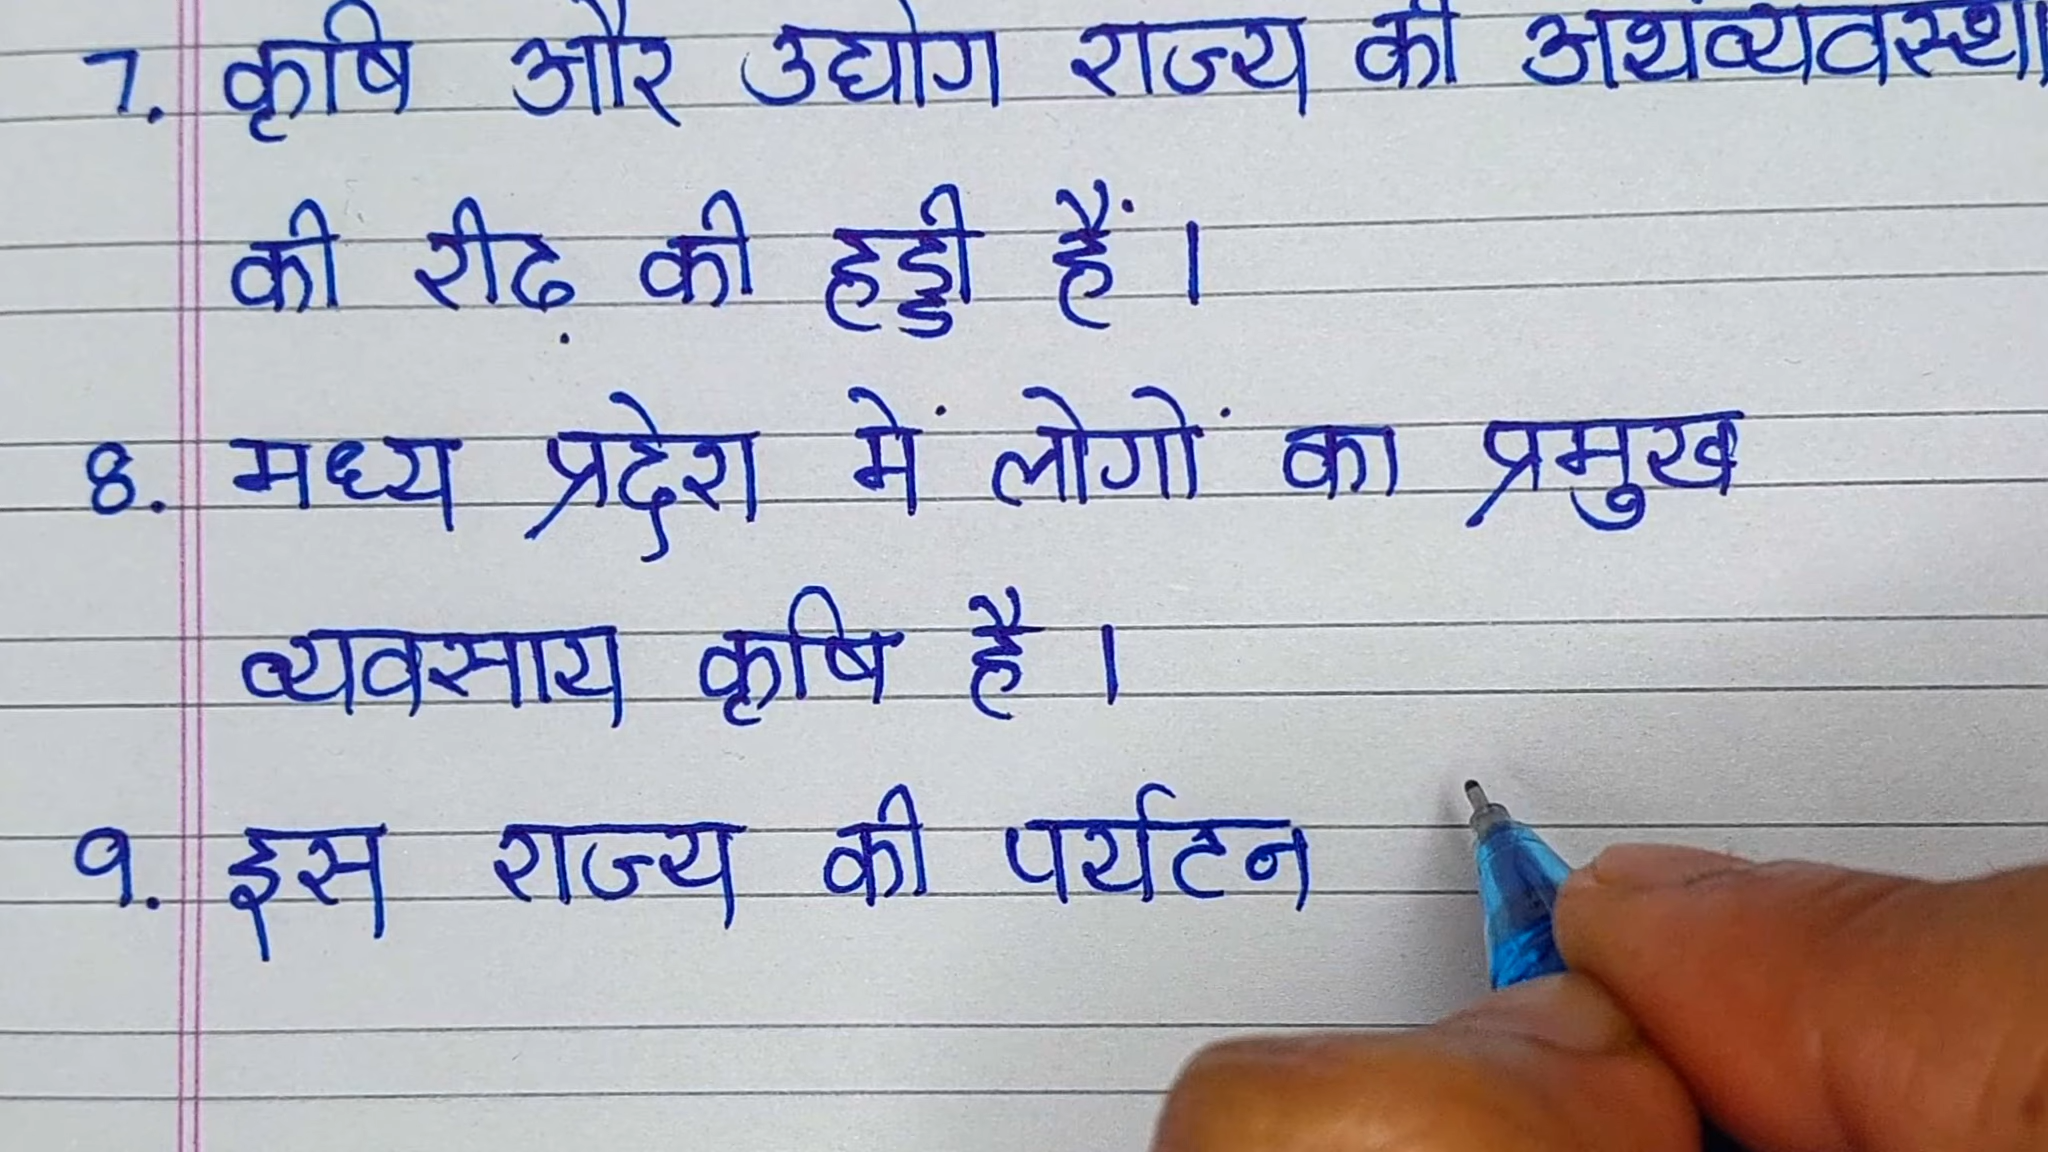 7. कृषि और उद्योग राज्य की अर्थव्यवस्था
की रीढ़ की हड्डी हैं।
8. मध्य प्रदेश में लोगों का प्रमुख
व्यवसाय कृषि है।
9. इस राज्य की पर्यटन